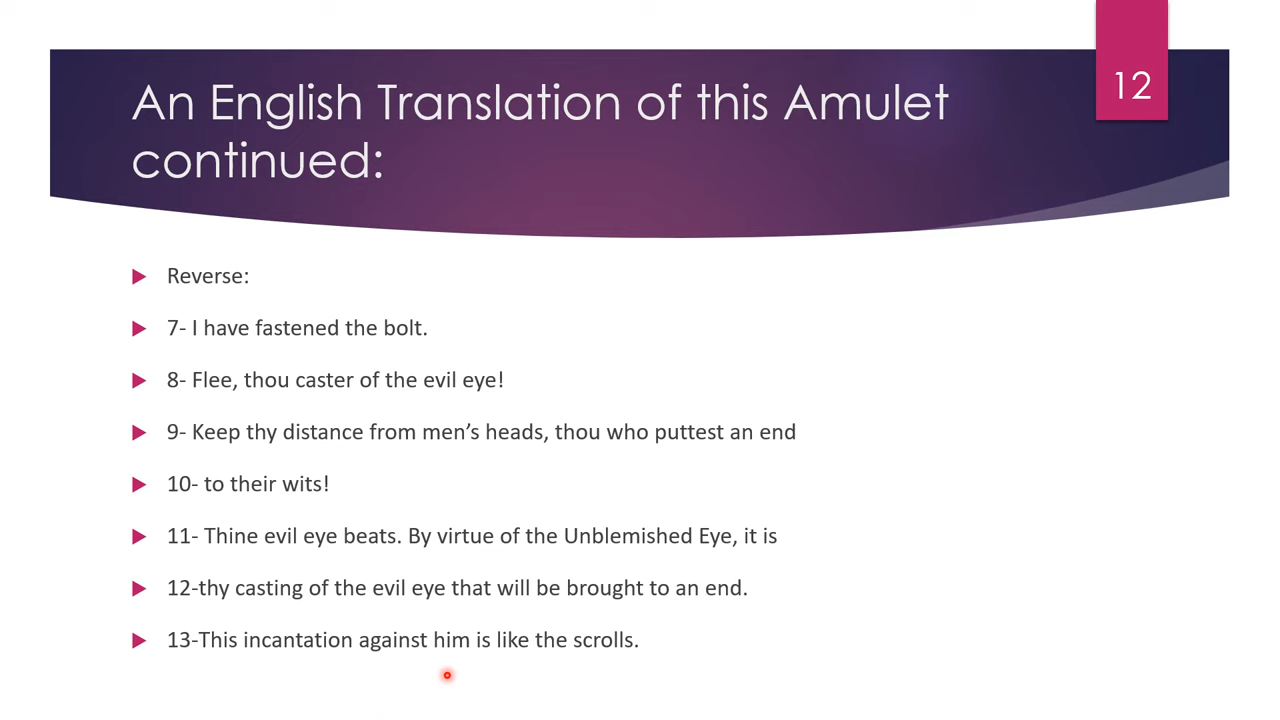 12
An English Translation of this Amulet
continued:
Reverse:
7- I have fastened the bolt.
8- Flee, thou caster of the evil eye!
9- Keep thy distance from men’s heads, thou who puttest an end
10- to their wits!
11- Thine evil eye beats. By virtue of the Unblemished Eye, it is
12-thy casting of the evil eye that will be brought to an end.
13-This incantation against him is like the scrolls.